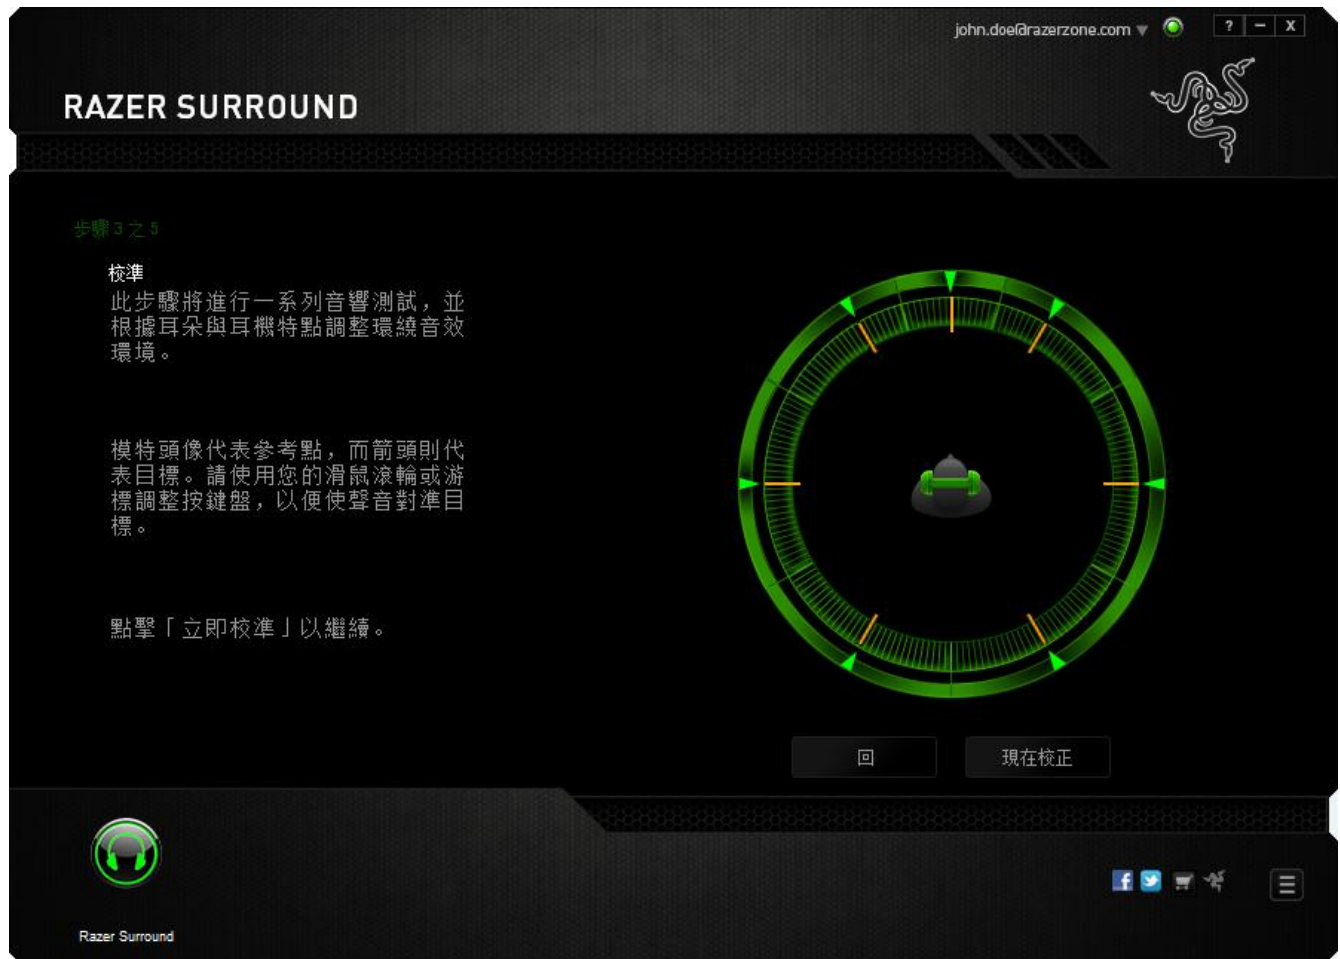 john.doe@razerzone.com
? — X
RAZER SURROUND
步驟 3 之 5
校準
此步驟將進行一系列音響測試，並
根據耳朵與耳機特點調整環繞音效
環境。
模特頭像代表參考點，而箭頭則代
表目標。請使用您的滑鼠滾輪或游
標調整按鍵盤，以便使聲音對準目
標。
點擊「立即校準」以繼續。
回
現在校正
Razer Surround